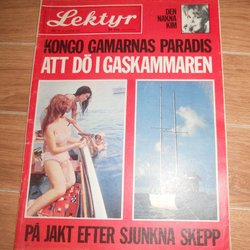 Lektyr
DEN
NAKNA
KIM
KONGO GAMARNAS PARADIS
ATT DÖ I GASKAMMAREN
PÅ JAKT EFTER SJUNKNA SKEPP